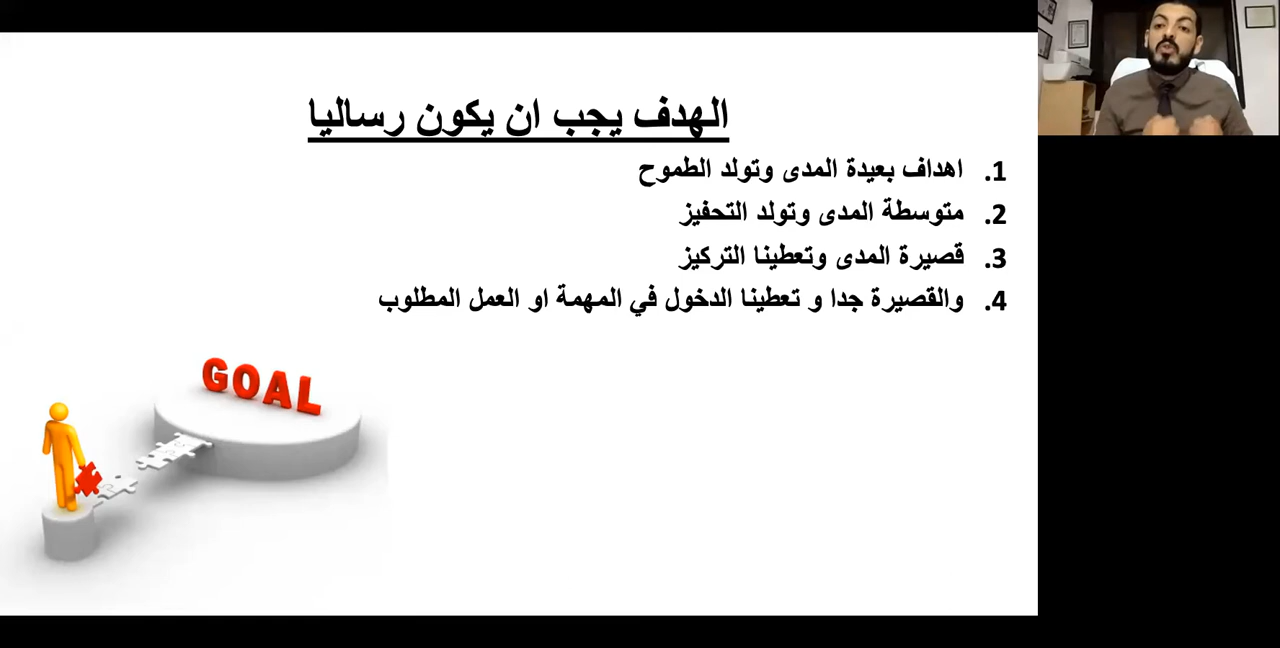 الهدف يجب ان يكون رساليا
1. اهداف بعيدة المدى وتولد الطموح
2. متوسطة المدى وتولد التحفيز
3. قصيرة المدى وتعطينا التركيز
4. والقصيرة جدا و تعطينا الدخول في المهمة او العمل المطلوب
GOAL